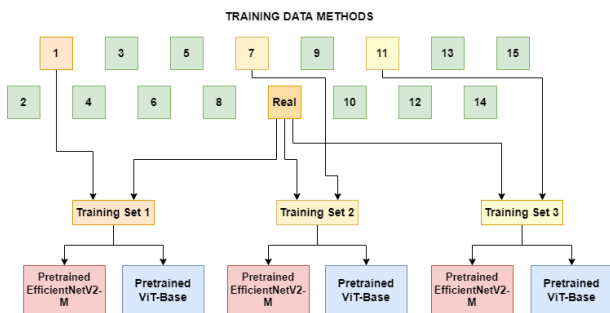 TRAINING DATA METHODS
1
3
5
7
9
11
13
15
2
4
6
8
Real
10
12
14
Training Set 1
Training Set 2
Training Set 3
Pretrained
EfficientNetV2-
M
Pretrained
ViT-Base
Pretrained
EfficientNetV2-
M
Pretrained
ViT-Base
Pretrained
EfficientNetV2-
M
Pretrained
ViT-Base